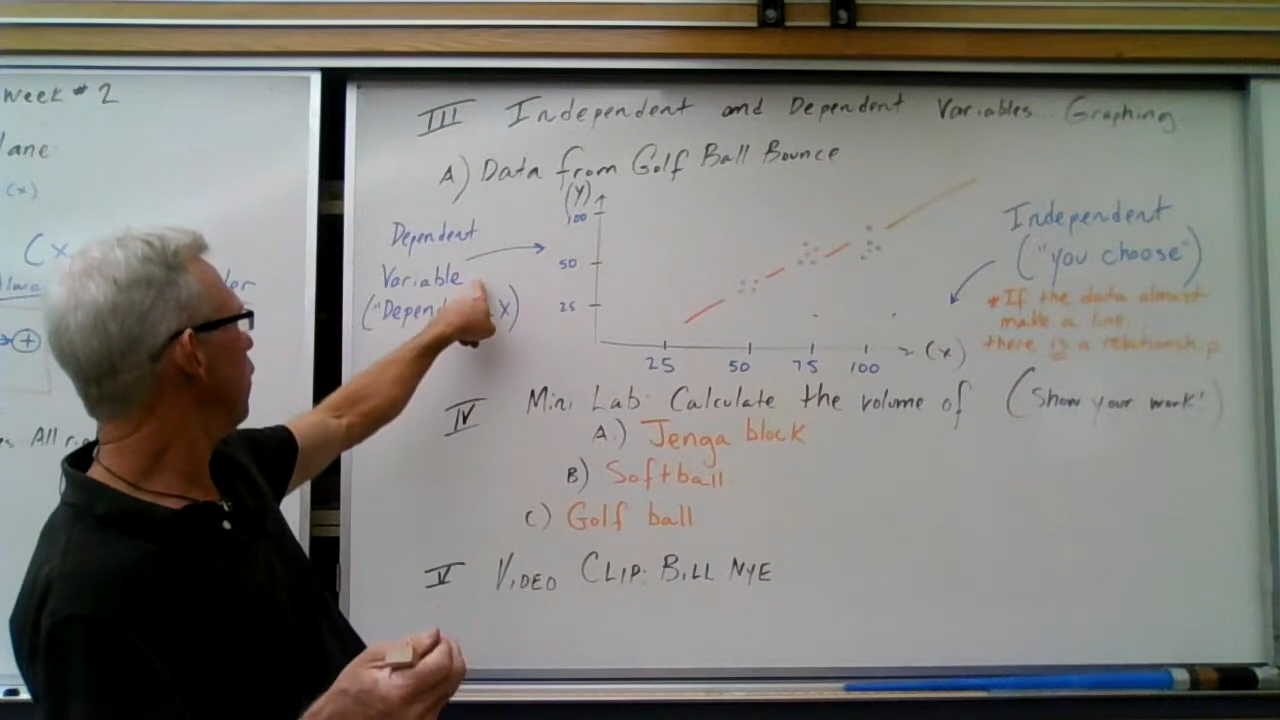 week #2
lane
(x)
(x
All r
III Independent and Dependent Variables Graphing
A) Data from Golf Ball Bounce
(Y)
100
50
25
25 50 75 100 (x)
Dependent
Variable
("Depen X)
Independent
("you choose")
*If the data almost
make a line
there is a relationship
IV Mini Lab: Calculate the volume of (Show your work!)
A.) Jenga block
B) Softball
C) Golf ball
V VIDEO CLIP: BILL NYE